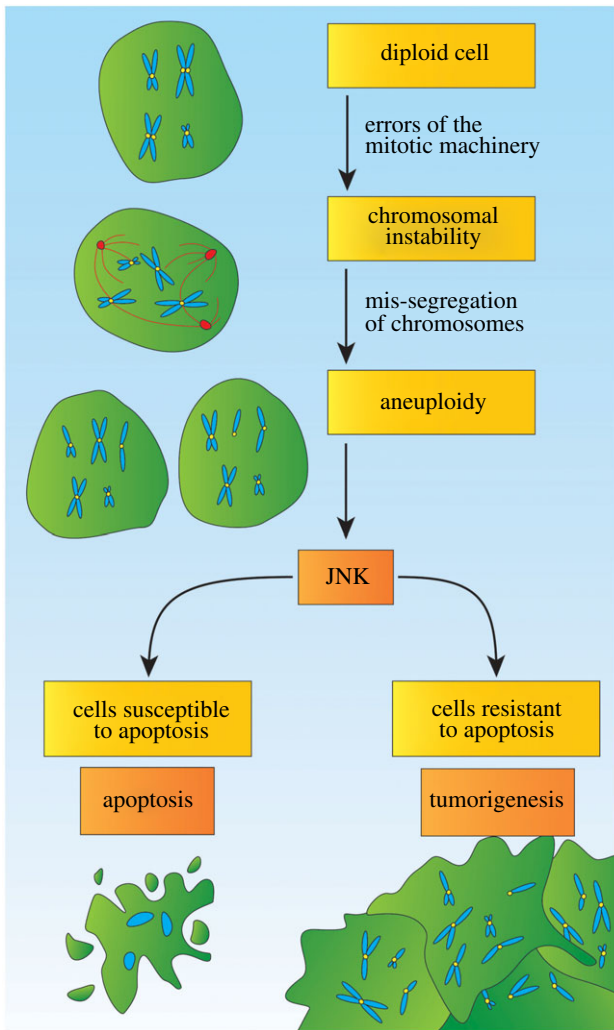 diploid cell
errors of the
mitotic machinery
chromosomal
instability
mis-segregation
of chromosomes
aneuploidy
JNK
cells susceptible
to apoptosis
cells resistant
to apoptosis
apoptosis
tumorigenesis